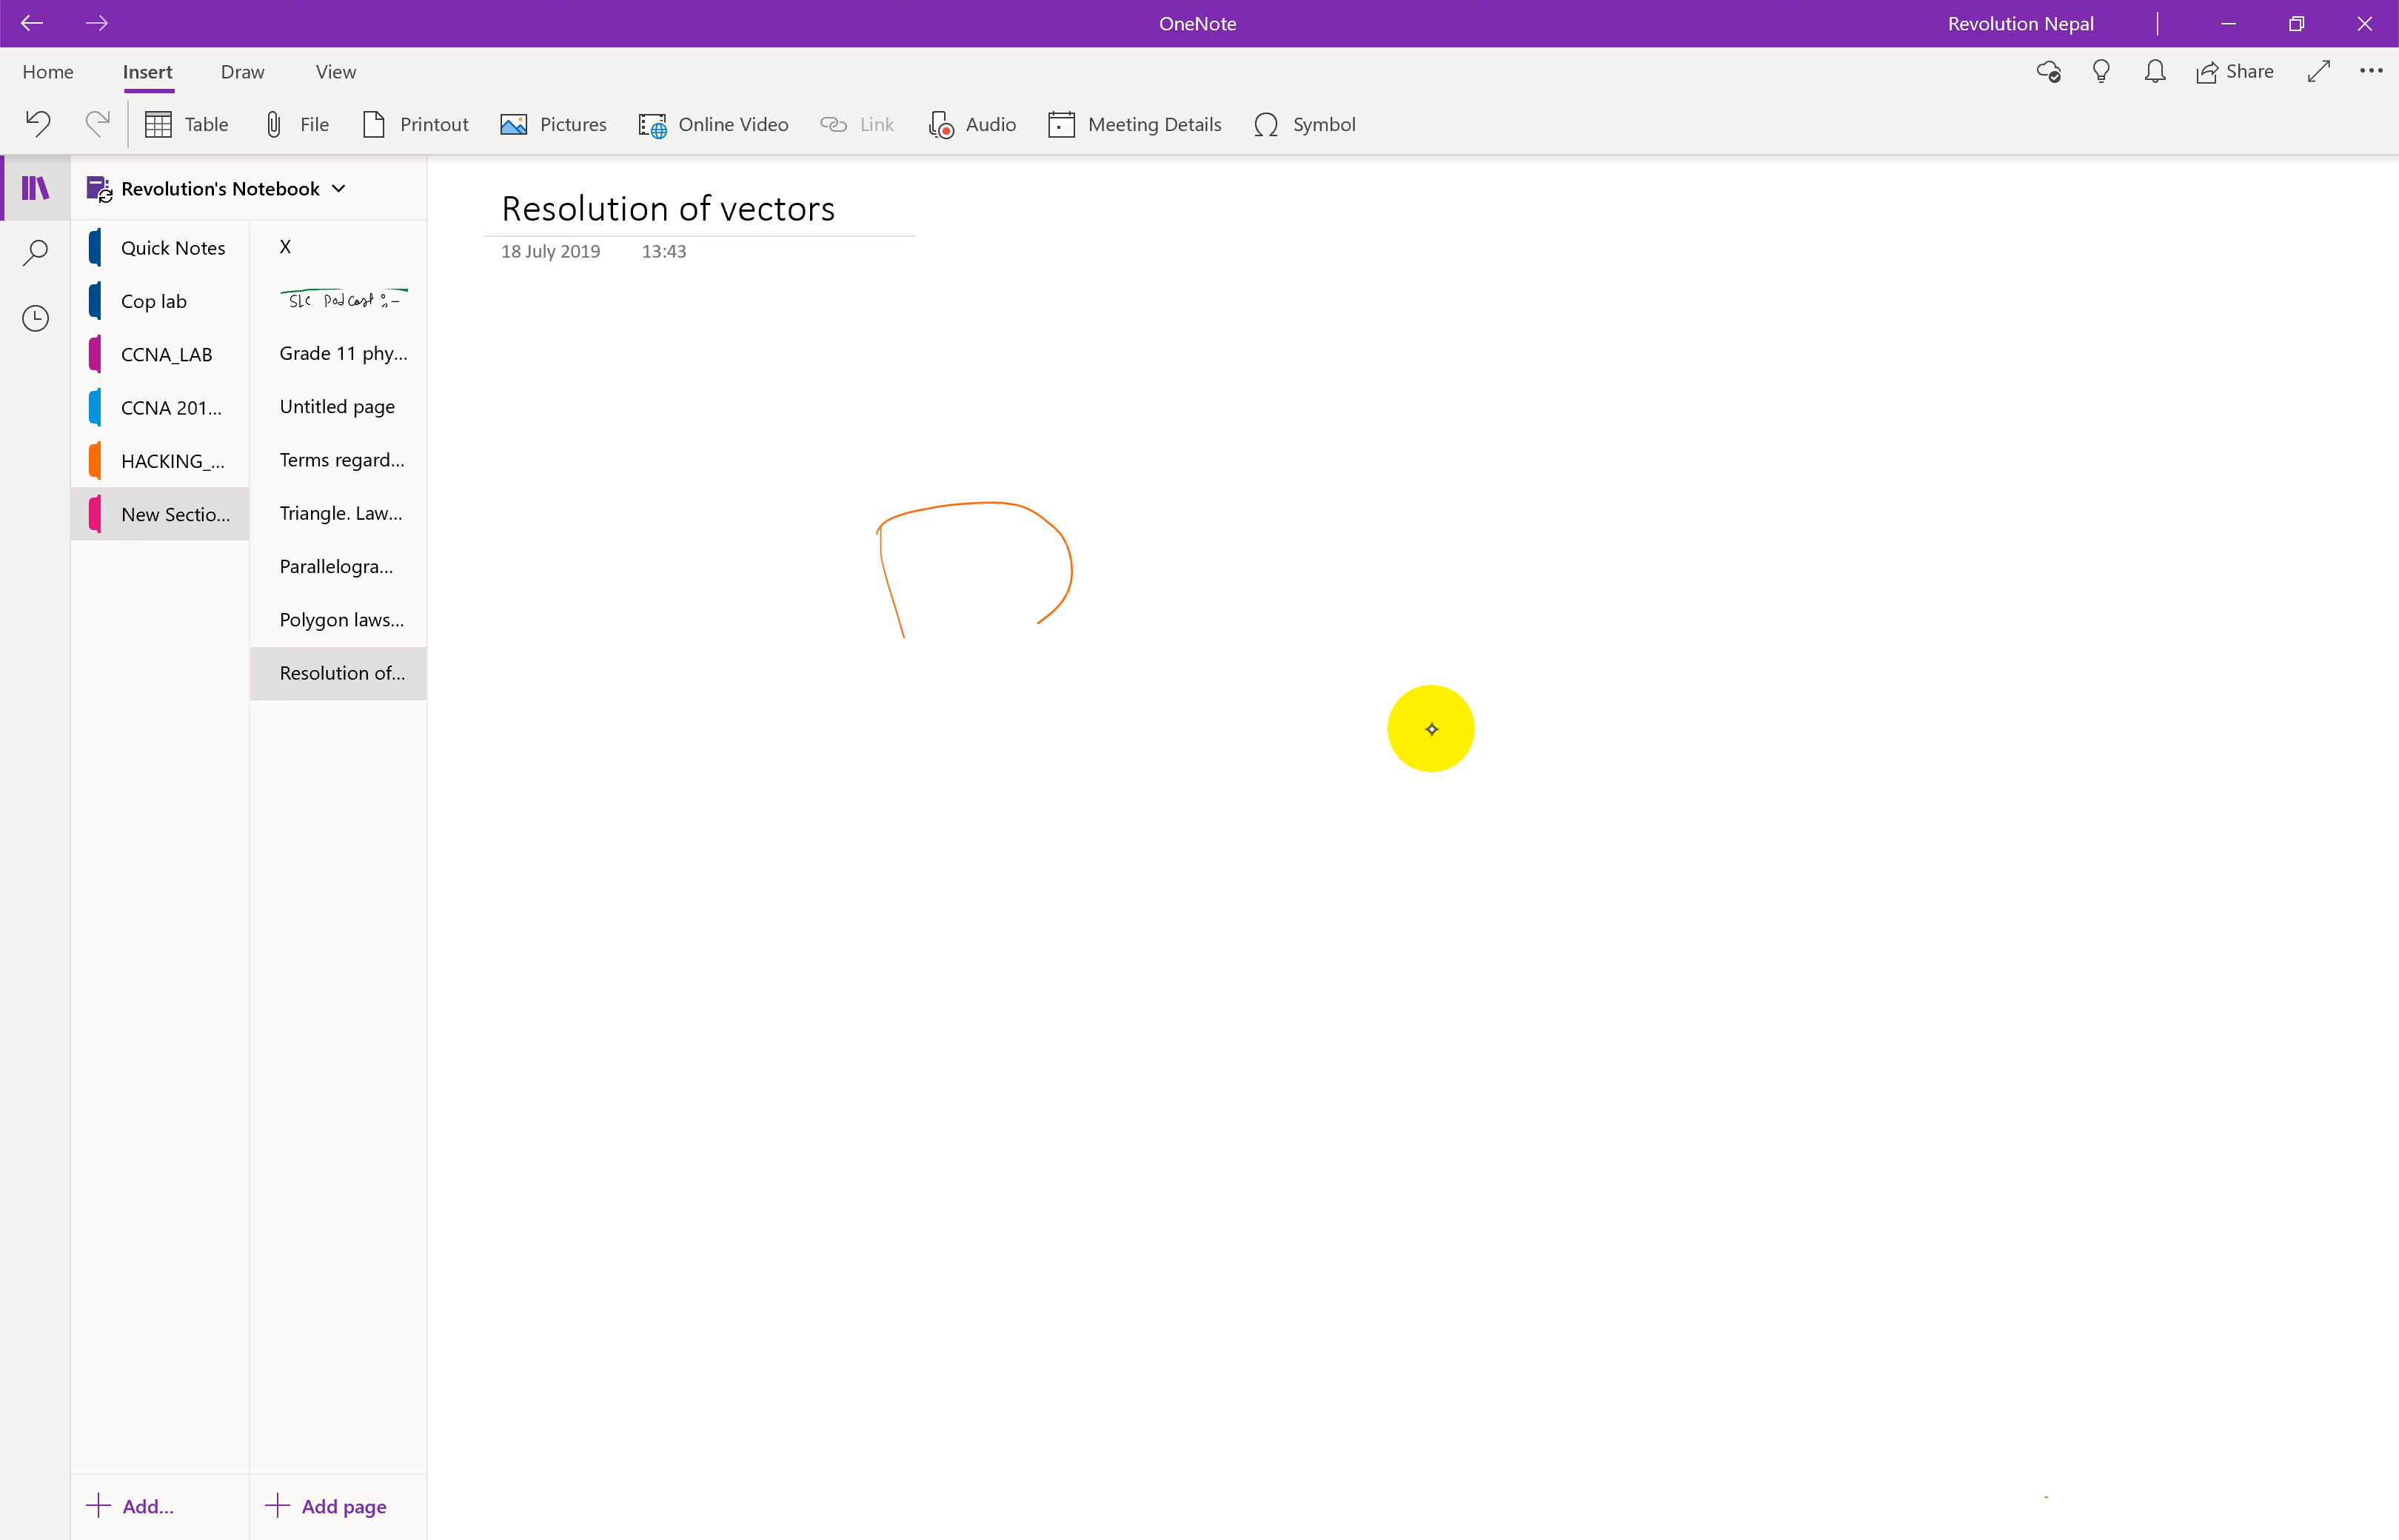 OneNote
Revolution Nepal
Home Insert Draw View
Share
Table File Printout Pictures Online Video Link Audio Meeting Details Symbol
Revolution's Notebook
Quick Notes
Cop lab
CCNA_LAB
CCNA 201...
HACKING_...
New Sectio...
X
SLC Podcast :-
Grade 11 phy...
Untitled page
Terms regard...
Triangle. Law...
Parallelogra...
Polygon laws...
Resolution of...
Resolution of vectors
18 July 2019 13:43
Add...
Add page